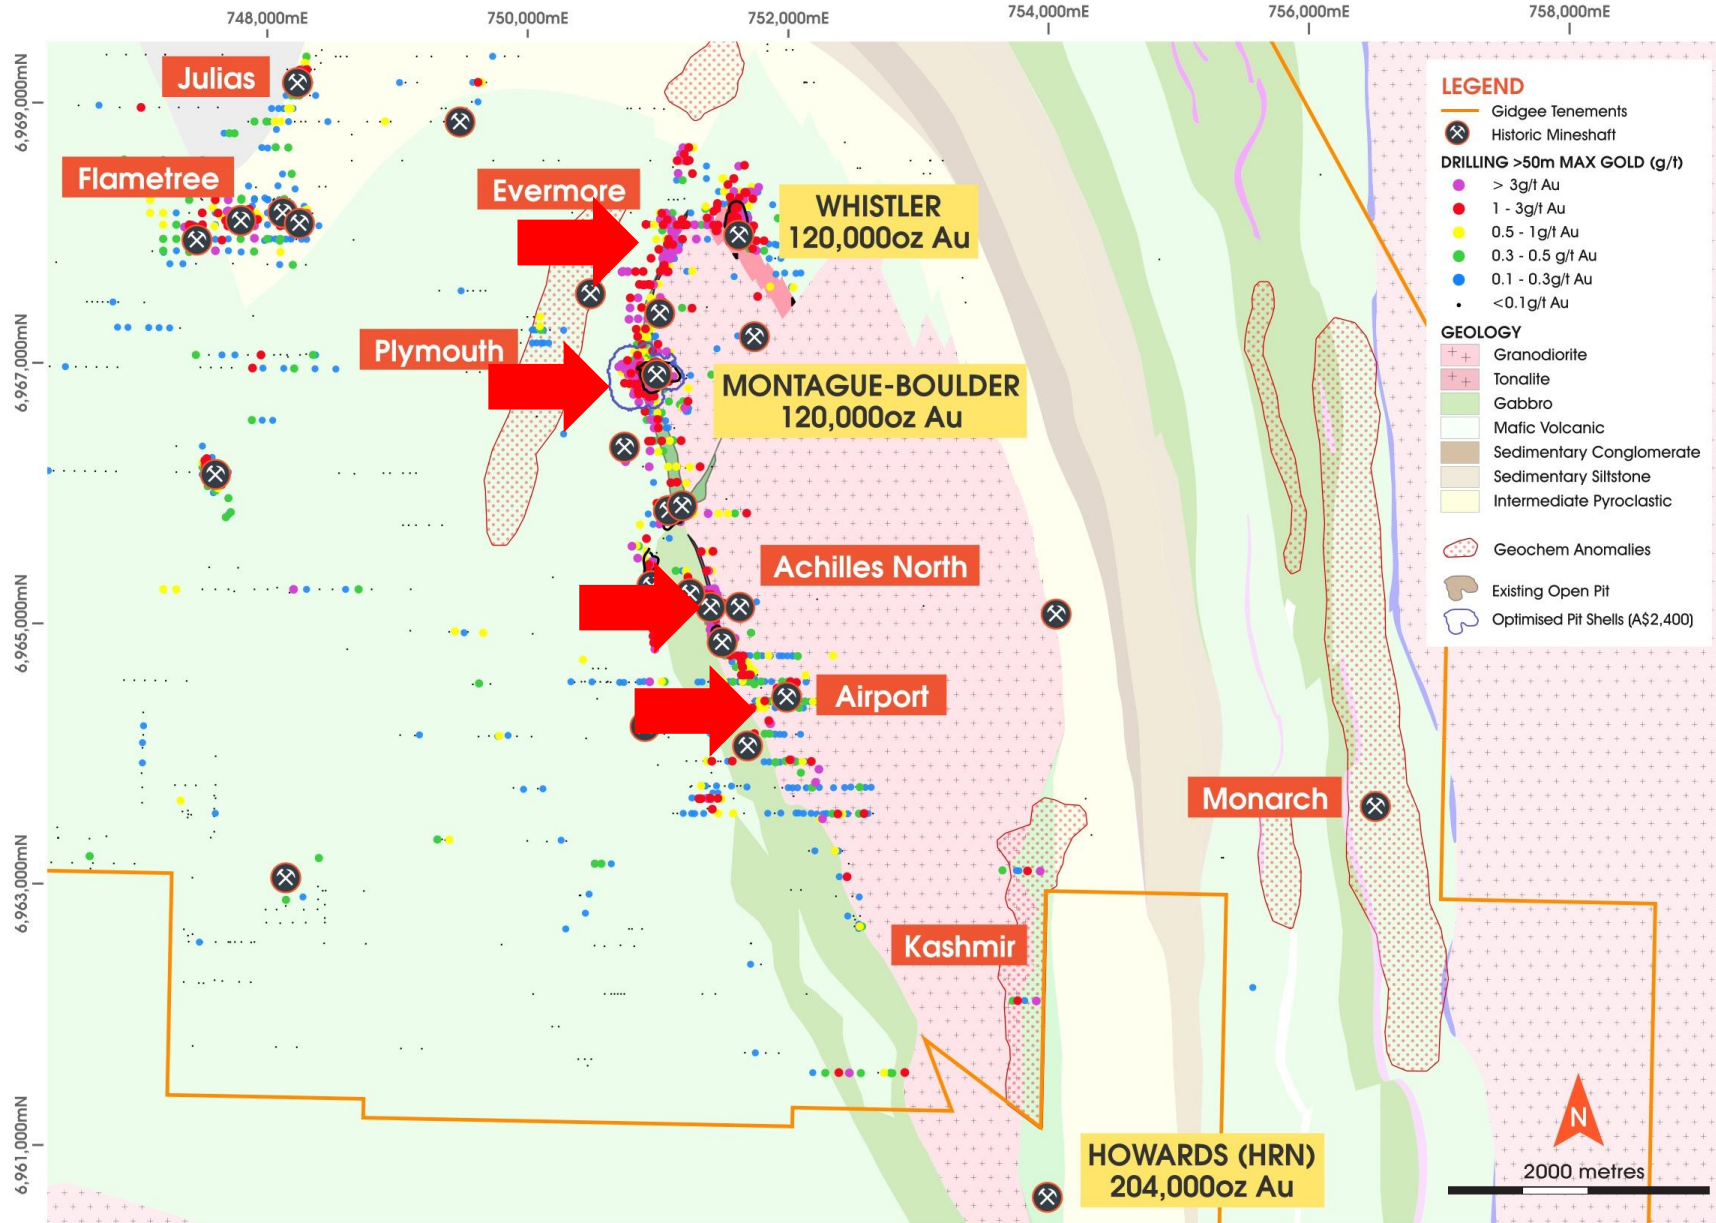 748,000mE
750,000mE
752,000mE
754,000mE
756,000mE
758,000mE
6,969,000mN
6,967,000mN
6,965,000mN
6,963,000mN
6,961,000mN
Julias
Flametree
Evermore
WHISTLER
120,000oz Au
Plymouth
MONTAGUE-BOULDER
120,000oz Au
Achilles North
Airport
Monarch
Kashmir
HOWARDS (HRN)
204,000oz Au
LEGEND
Gidgee Tenements
Historic Mineshaft
DRILLING >50m MAX GOLD (g/t)
> 3g/t Au
1 - 3g/t Au
0.5 - 1g/t Au
0.3 - 0.5 g/t Au
0.1 - 0.3g/t Au
<0.1g/t Au
GEOLOGY
Granodiorite
Tonalite
Gabbro
Mafic Volcanic
Sedimentary Conglomerate
Sedimentary Siltstone
Intermediate Pyroclastic
Geochem Anomalies
Existing Open Pit
Optimised Pit Shells (A$2,400)
N
2000 metres